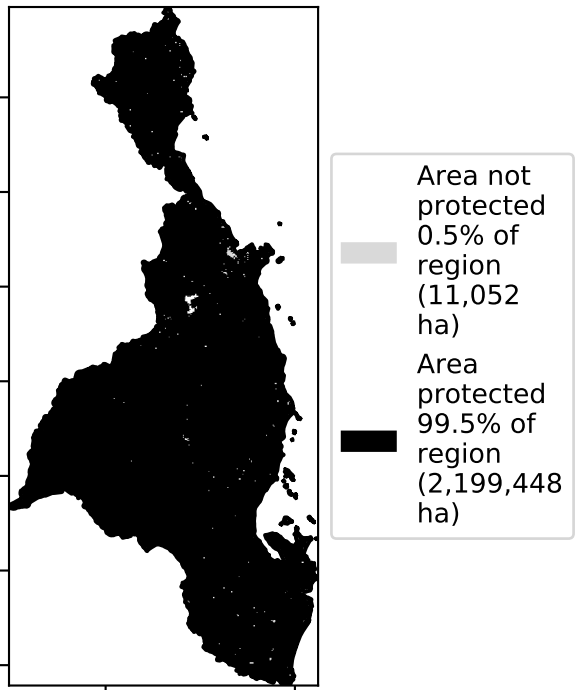 Area not
protected
0.5% of
region
(11,052
ha)
Area
protected
99.5% of
region
(2,199,448
ha)